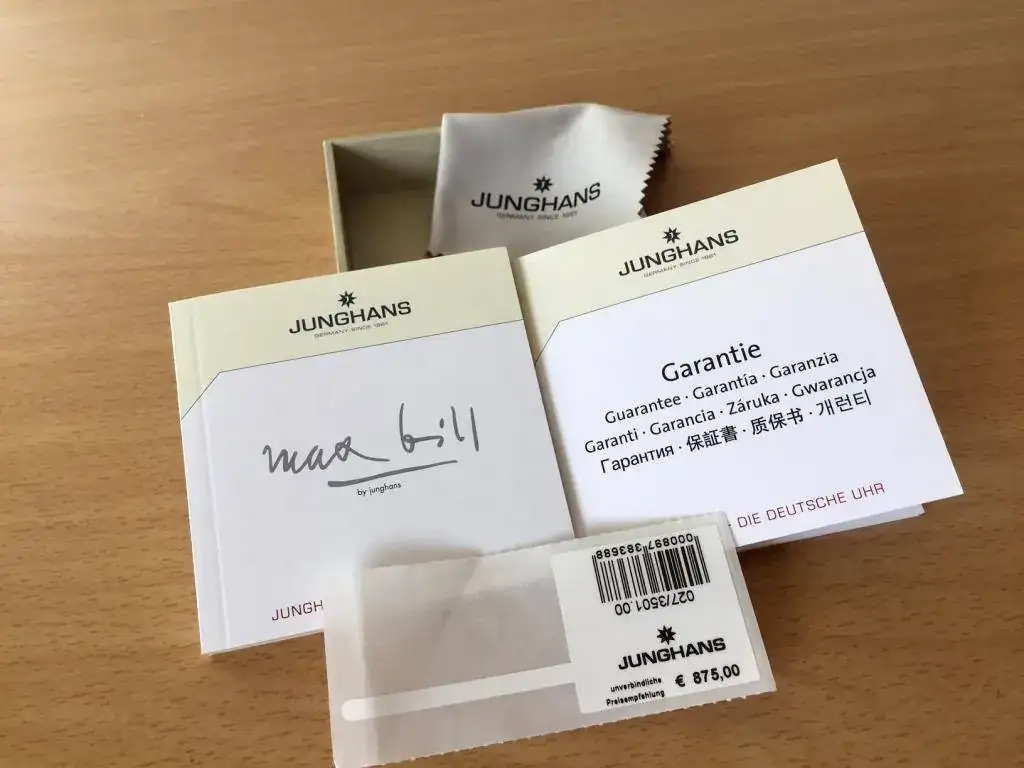 JUNGHANS
GERMANY SINCE 1861
JUNGHANS
GERMANY SINCE 1861
Garantie
Guarantee · Garantía · Garanzia
Garanti · Garancia · Záruka · Gwarancja
Гарантия · 保証書 · 质保书 · 개런티
- DIE DEUTSCHE UHR
JUNGHANS
GERMANY SINCE 1861
max bill
by junghans
JUNGH
000897383688
027/3501.00
JUNGHANS
unverbindliche
Preisempfehlung
€ 875,00